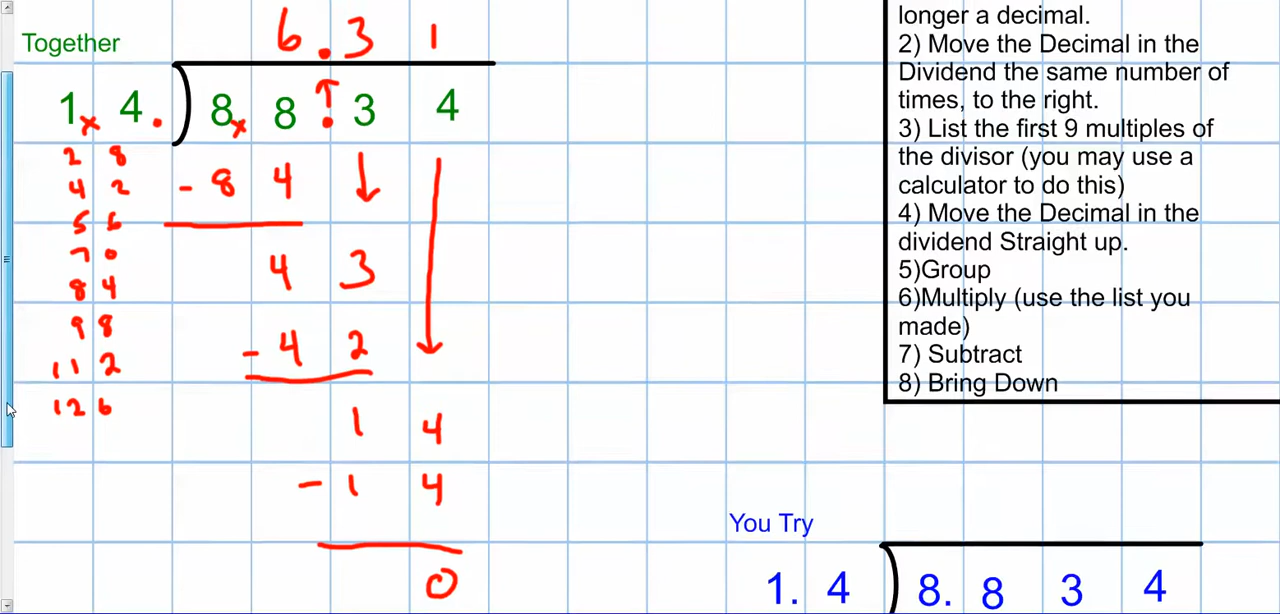 Together
6.31
1x4.)8x8.34
28
42
56
70
84
98
112
126
-84
43
-42
14
-14
0
longer a decimal.
2) Move the Decimal in the
Dividend the same number of
times, to the right.
3) List the first 9 multiples of
the divisor (you may use a
calculator to do this)
4) Move the Decimal in the
dividend Straight up.
5)Group
6)Multiply (use the list you
made)
7) Subtract
8) Bring Down
You Try
1.4)8.834